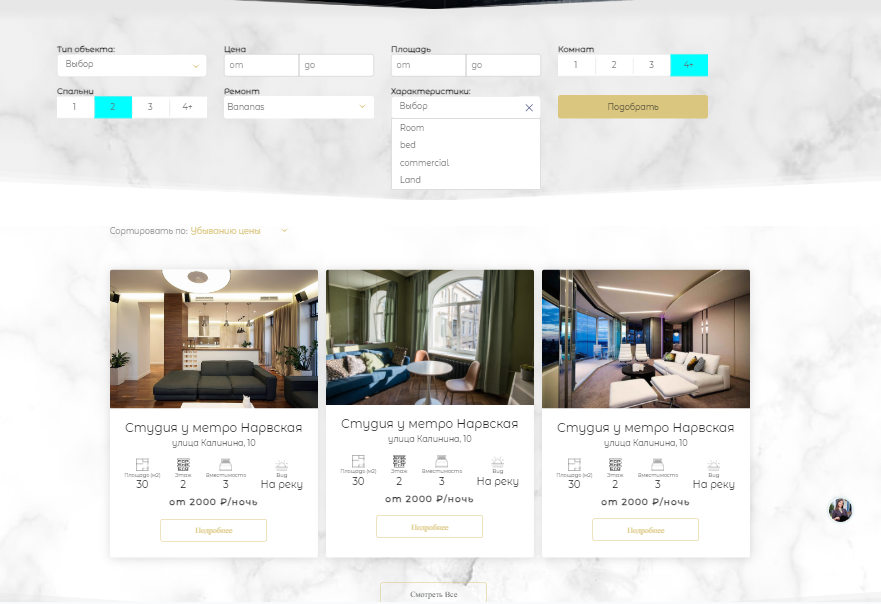 Тип объекта:
Выбор
Цена
от
до
Площадь
от
до
Комнат
1 2 3 4+
Спальни
1 2 3 4+
Ремонт
Bananas
Характеристики:
Выбор
Room
bed
commercial
Land
Подобрать
Сортировать по: Убыванию цены
Студия у метро Нарвская
улица Калинина, 10
Площадь (м2) Этаж Вместимость Вид
30 2 3 На реку
от 2000 ₽/ночь
Подробнее
Студия у метро Нарвская
улица Калинина, 10
Площадь (м2) Этаж Вместимость Вид
30 2 3 На реку
от 2000 ₽/ночь
Подробнее
Студия у метро Нарвская
улица Калинина, 10
Площадь (м2) Этаж Вместимость Вид
30 2 3 На реку
от 2000 ₽/ночь
Подробнее
Смотреть Все